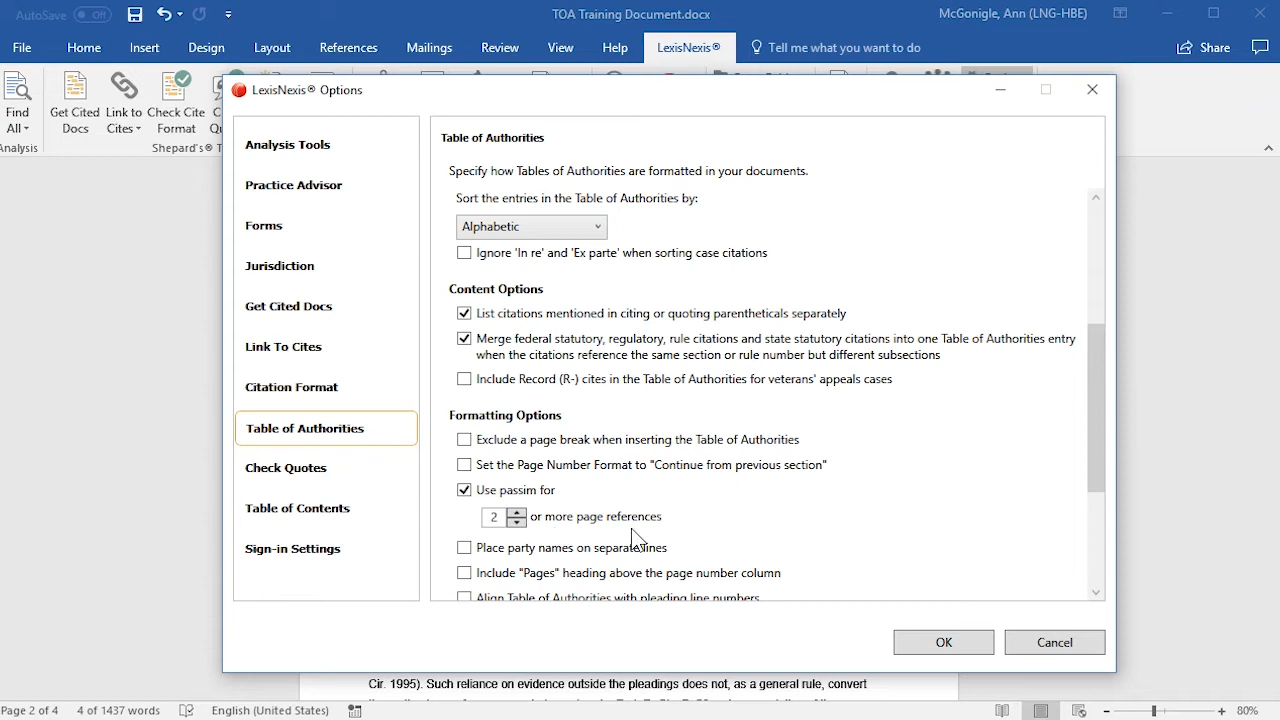 AutoSave Off TOA Training Document.docx McGonigle, Ann (LNG-HBE)
File Home Insert Design Layout References Mailings Review View Help LexisNexis® Tell me what you want to do Share
Find All Get Cited Docs Link to Cites Check Cite Format
Analysis Shepard's® T
LexisNexis® Options
Analysis Tools
Practice Advisor
Forms
Jurisdiction
Get Cited Docs
Link To Cites
Citation Format
Table of Authorities
Check Quotes
Table of Contents
Sign-in Settings
Table of Authorities
Specify how Tables of Authorities are formatted in your documents.
Sort the entries in the Table of Authorities by:
Alphabetic
Ignore 'In re' and 'Ex parte' when sorting case citations
Content Options
List citations mentioned in citing or quoting parentheticals separately
Merge federal statutory, regulatory, rule citations and state statutory citations into one Table of Authorities entry
when the citations reference the same section or rule number but different subsections
Include Record (R-) cites in the Table of Authorities for veterans' appeals cases
Formatting Options
Exclude a page break when inserting the Table of Authorities
Set the Page Number Format to "Continue from previous section"
Use passim for
2 or more page references
Place party names on separate lines
Include "Pages" heading above the page number column
Align Table of Authorities with pleading line numbers
OK Cancel
Cir. 1995). Such reliance on evidence outside the pleadings does not, as a general rule, convert
Page 2 of 4 4 of 1437 words English (United States) 80%